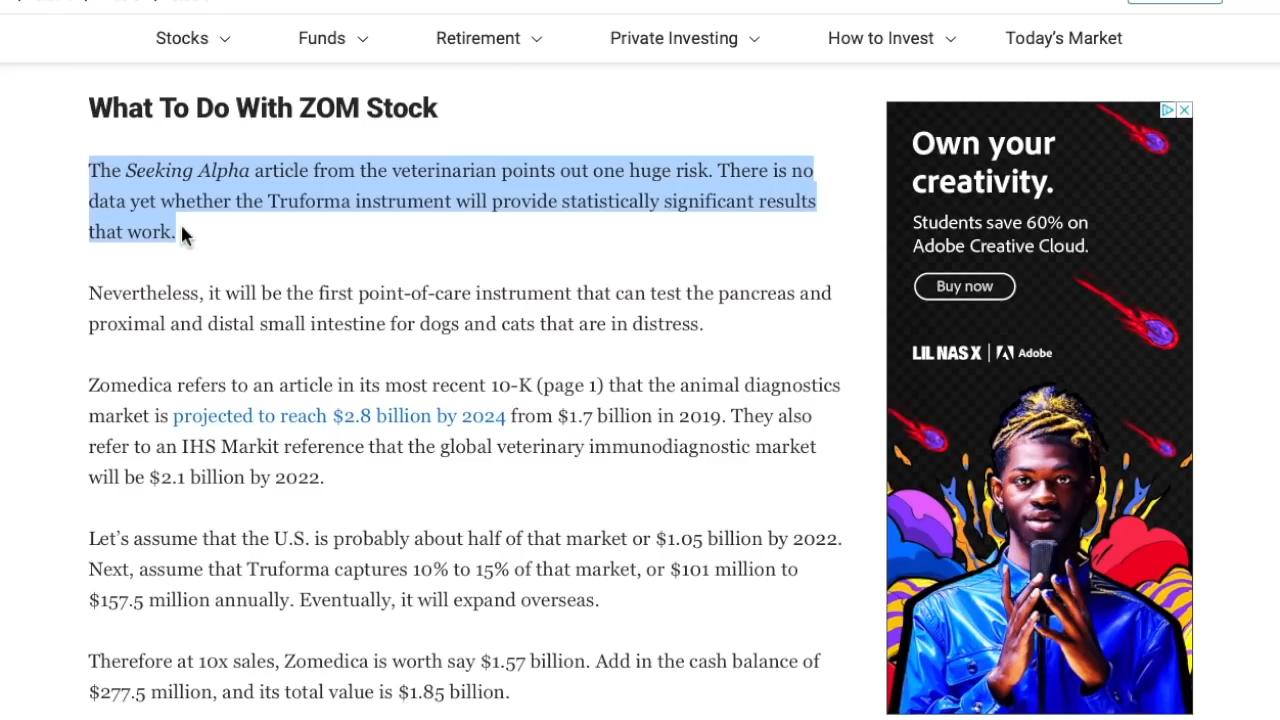 Stocks Funds Retirement Private Investing How to Invest Today's Market
What To Do With ZOM Stock
The Seeking Alpha article from the veterinarian points out one huge risk. There is no
data yet whether the Truforma instrument will provide statistically significant results
that work.
Nevertheless, it will be the first point-of-care instrument that can test the pancreas and
proximal and distal small intestine for dogs and cats that are in distress.
Zomedica refers to an article in its most recent 10-K (page 1) that the animal diagnostics
market is projected to reach $2.8 billion by 2024 from $1.7 billion in 2019. They also
refer to an IHS Markit reference that the global veterinary immunodiagnostic market
will be $2.1 billion by 2022.
Let's assume that the U.S. is probably about half of that market or $1.05 billion by 2022.
Next, assume that Truforma captures 10% to 15% of that market, or $101 million to
$157.5 million annually. Eventually, it will expand overseas.
Therefore at 10x sales, Zomedica is worth say $1.57 billion. Add in the cash balance of
$277.5 million, and its total value is $1.85 billion.
Own your
creativity.
Students save 60% on
Adobe Creative Cloud.
Buy now
LIL NAS X | Adobe